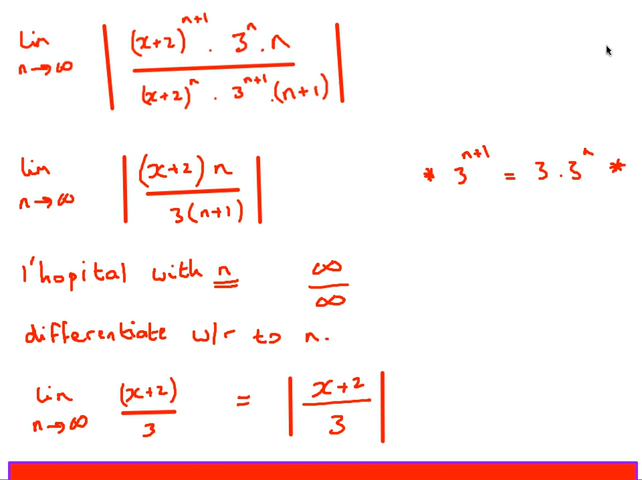 lim n→∞ | (x+2)^{n+1} · 3^n · n / (x+2)^n · 3^{n+1} · (n+1) |
lim n→∞ | (x+2) n / 3(n+1) |
* 3^{n+1} = 3 . 3^n *
l'hopital with n ∞/∞
differentiate w/r to n.
lim n→∞ (x+2)/3 = | x+2 / 3 |